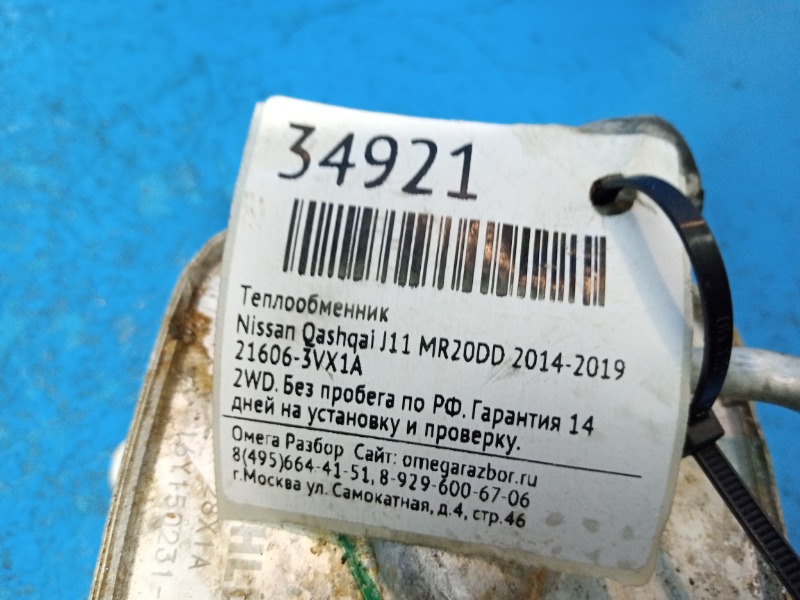 34921
Теплообменник
Nissan Qashqai J11 MR20DD 2014-2019
21606-3VX1A
2WD. Без пробега по РФ. Гарантия 14
дней на установку и проверку.
Омега Разбор Сайт: omegarazbor.ru
8(495)664-41-51, 8-929-600-67-06
г.Москва ул. Самокатная, д.4, стр.46
16Y150231-